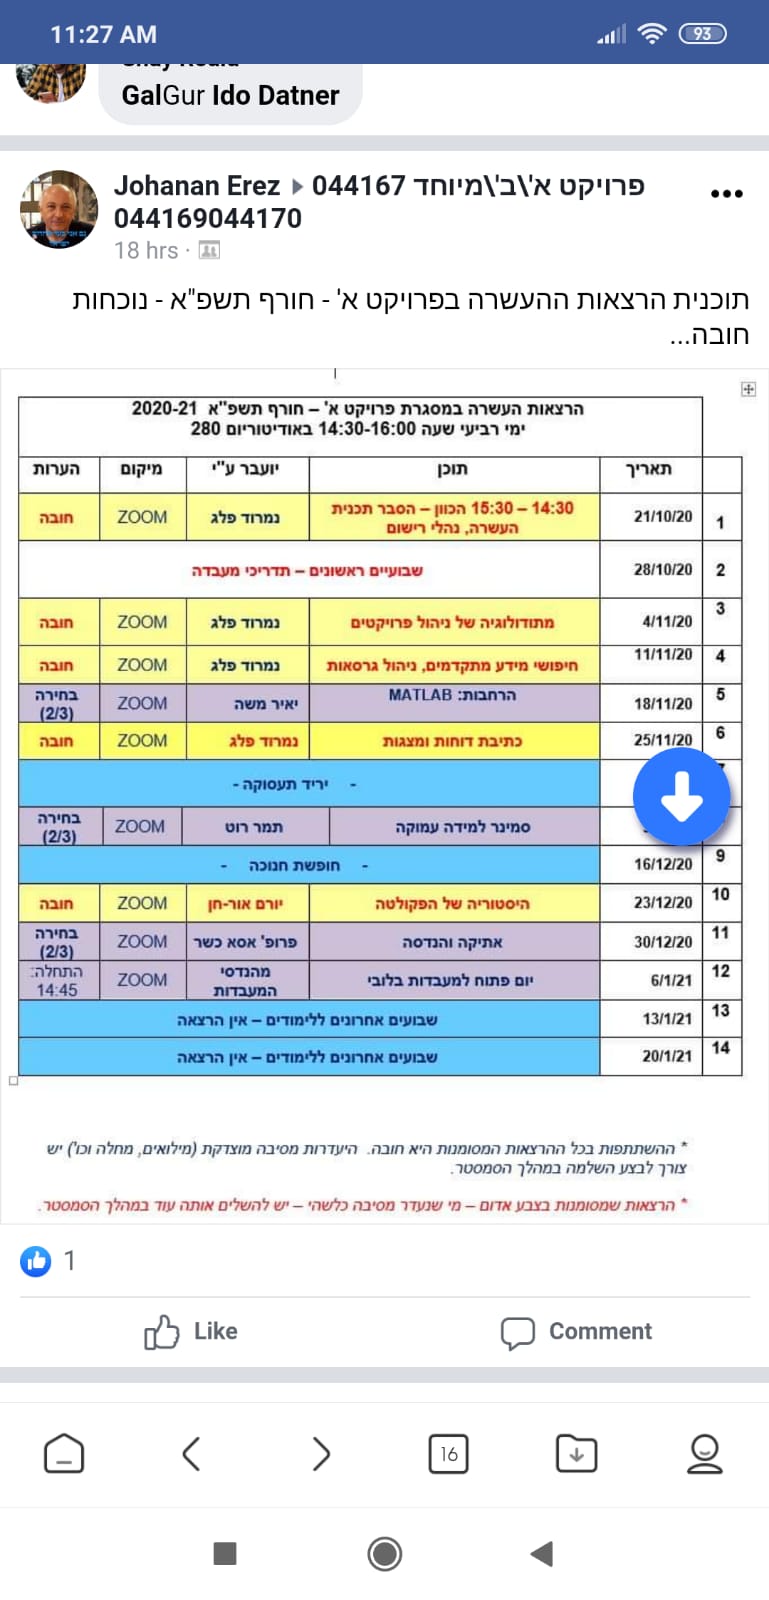 11:27 AM
93
GalGur Ido Datner
Johanan Erez ▸ 044167 פרויקט א'\ב'\מיוחד
044169044170
18 hrs ·
תוכנית הרצאות ההעשרה בפרויקט א' - חורף תשפ"א - נוכחות
חובה...
הרצאות העשרה במסגרת פרויקט א' – חורף תשפ"א 2020-21
ימי רביעי שעה 14:30-16:00 באודיטוריום 280
תאריך תוכן יועבר ע"י מיקום הערות
1 21/10/20 14:30 – 15:30 הכוון – הסבר תכנית העשרה, נהלי רישום נמרוד פלג ZOOM חובה
2 28/10/20 שבועיים ראשונים – תדריכי מעבדה
3 4/11/20 מתודולוגיה של ניהול פרויקטים נמרוד פלג ZOOM חובה
4 11/11/20 חיפושי מידע מתקדמים, ניהול גרסאות נמרוד פלג ZOOM חובה
5 18/11/20 הרחבות: MATLAB יאיר משה ZOOM בחירה (2/3)
6 25/11/20 כתיבת דוחות ומצגות נמרוד פלג ZOOM חובה
- יריד תעסוקה -
סמינר למידה עמוקה תמר רוט ZOOM בחירה (2/3)
9 16/12/20 - חופשת חנוכה -
10 23/12/20 היסטוריה של הפקולטה יורם אור-חן ZOOM חובה
11 30/12/20 אתיקה והנדסה פרופ' אסא כשר ZOOM בחירה (2/3)
12 6/1/21 יום פתוח למעבדות בלובי מהנדסי המעבדות ZOOM התחלה: 14:45
13 13/1/21 שבועים אחרונים ללימודים – אין הרצאה
14 20/1/21 שבועים אחרונים ללימודים – אין הרצאה
* ההשתתפות בכל ההרצאות המסומנות היא חובה. היעדרות מסיבה מוצדקת (מילואים, מחלה וכו') יש
צורך לבצע השלמה במהלך הסמסטר.
* הרצאות שמסומנות בצבע אדום – מי שנעדר מסיבה כלשהי – יש להשלים אותה עוד במהלך הסמסטר.
1
Like Comment
16